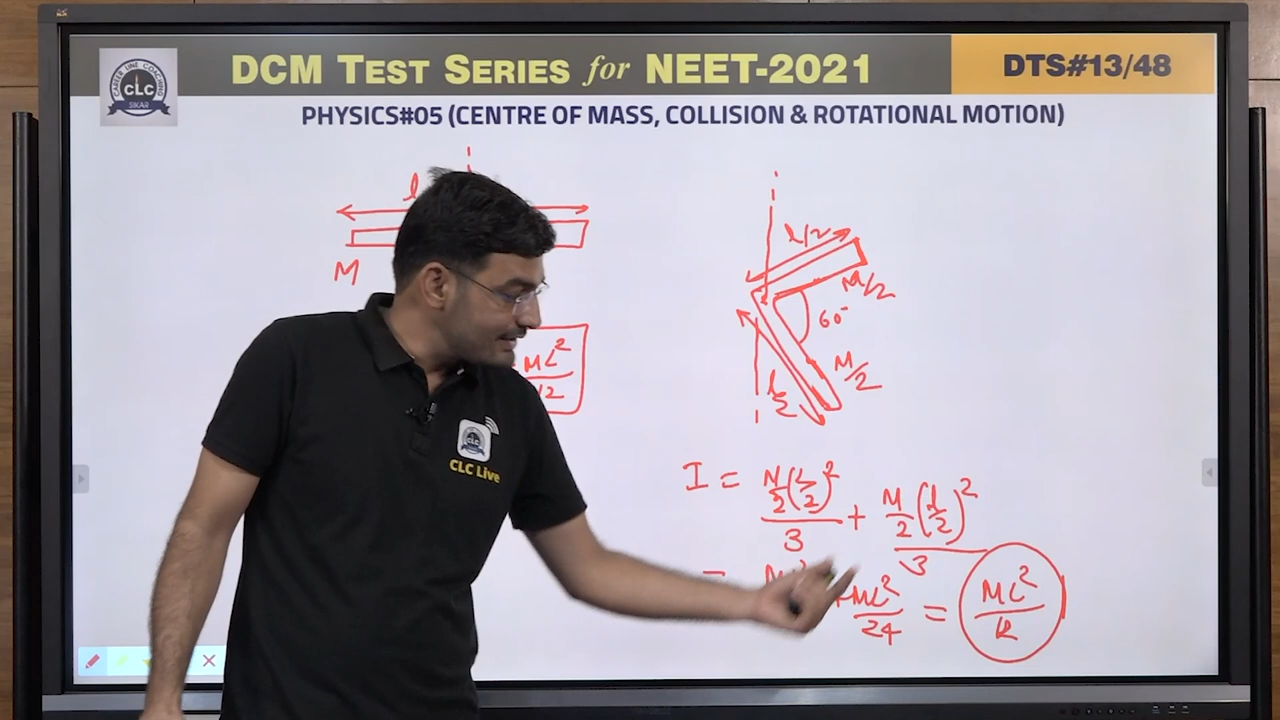 DCM TEST SERIES for NEET-2021
DTS#13/48
CAREER LINE COACHING
CLC
SIKAR
PHYSICS#05 (CENTRE OF MASS, COLLISION & ROTATIONAL MOTION)
l
M
ML²
12
l/2
M/2
60°
M/2
l/2
I = M/2(L/2)²/3 + M/2(l/2)²/3
= + ML²/24 = ML²/12
CLC
CLC Live